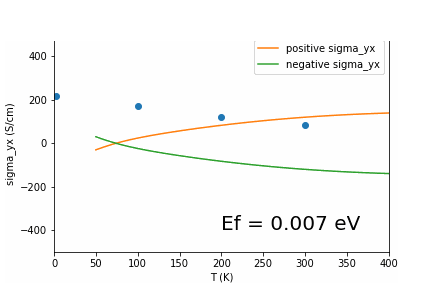 400
200
0
−200
−400
sigma_yx (S/cm)
positive sigma_yx
negative sigma_yx
Ef = 0.007 eV
0 50 100 150 200 250 300 350 400
T (K)